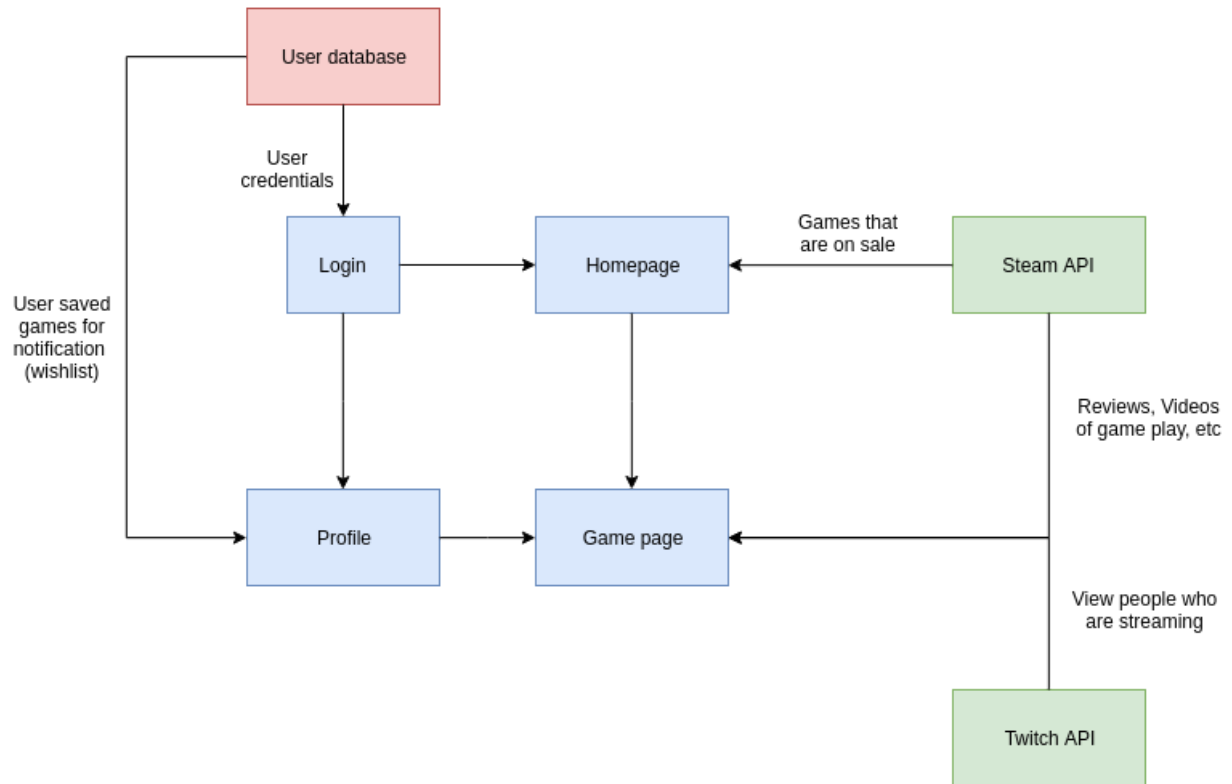 User database
User
credentials
Games that
are on sale
Login
Homepage
Steam API
User saved
games for
notification
(wishlist)
Reviews, Videos
of game play, etc
Profile
Game page
View people who
are streaming
Twitch API